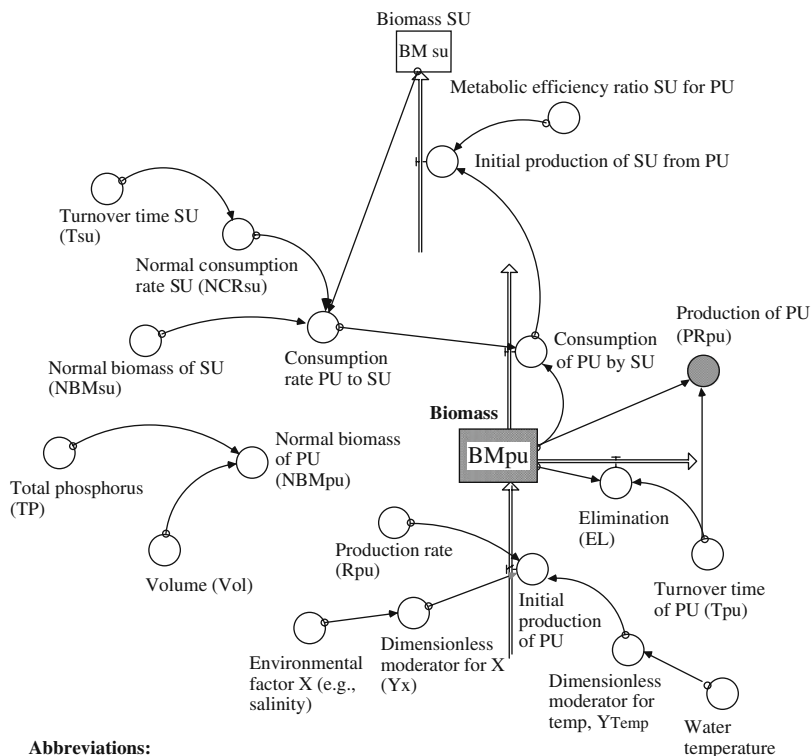 Biomass SU
BM su
Metabolic efficiency ratio SU for PU
Initial production of SU from PU
Turnover time SU
(Tsu)
Normal consumption
rate SU (NCRsu)
Production of PU
(PRpu)
Normal biomass of SU
(NBMsu)
Consumption
rate PU to SU
Consumption
of PU by SU
Biomass
BMpu
Normal biomass
of PU
(NBMpu)
Total phosphorus
(TP)
Elimination
(EL)
Production rate
(Rpu)
Volume (Vol)
Initial
production
of PU
Turnover time
of PU (Tpu)
Environmental
factor X (e.g.,
salinity)
Dimensionless
moderator for X
(Yx)
Dimensionless
moderator for
temp, YTemp
Water
temperature
Abbreviations: